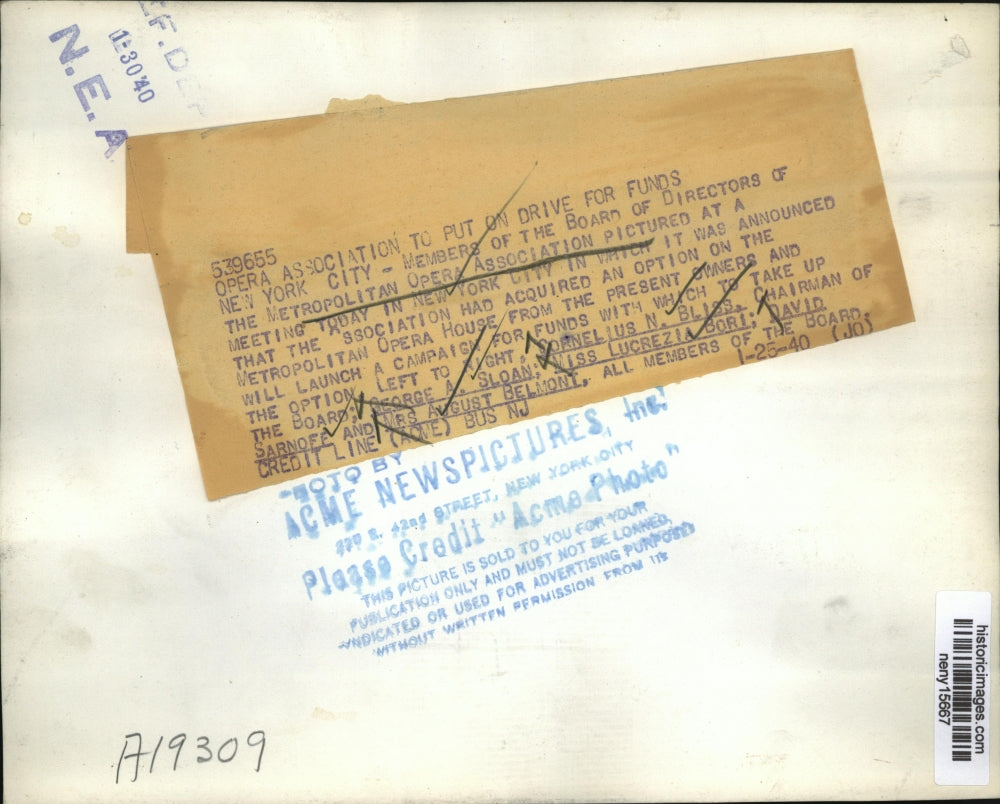 N.E.A
1-30'40
539655
OPERA ASSOCIATION TO PUT ON DRIVE FOR FUNDS
NEW YORK CITY - MEMBERS OF THE BOARD OF DIRECTORS OF
THE METROPOLITAN OPERA ASSOCIATION PICTURED AT A
MEETING TODAY IN NEW YORK CITY IN WHICH IT WAS ANNOUNCED
THAT THE 'SSOCIATION HAD ACQUIRED AN OPTION ON THE
METROPOLITAN OPERA HOUSE FROM THE PRESENT OWNERS AND
WILL LAUNCH A CAMPAIGN FOR FUNDS WITH WHICH TO TAKE UP
THE OPTION. LEFT TO RIGHT, CORNELIUS N. BLISS, CHAIRMAN OF
THE BOARD; GEORGE A. SLOAN; MISS LUCREZIA BORI; DAVID
SARNOFF AND MRS AUGUST BELMONT, ALL MEMBERS OF THE BOARD.
CREDIT LINE (ACME) BUS NJ 1-25-40 (JO)
PHOTO BY
ACME NEWSPICTURES, Inc.
220 E. 42nd STREET, NEW YORK CITY
Please Credit "Acme Photo"
THIS PICTURE IS SOLD TO YOU FOR YOUR
PUBLICATION ONLY AND MUST NOT BE LOANED,
SYNDICATED OR USED FOR ADVERTISING PURPOSES
WITHOUT WRITTEN PERMISSION FROM US
A19309
historicimages.com
neny15667